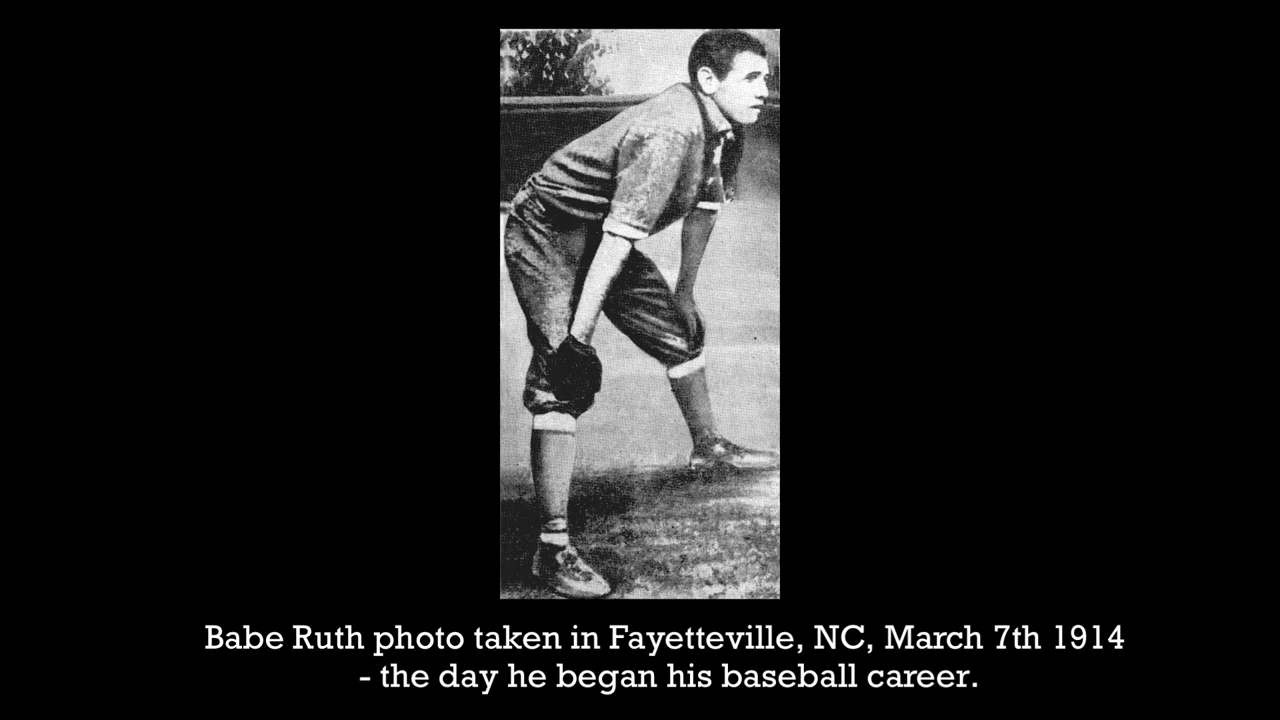 Babe Ruth photo taken in Fayetteville, NC, March 7th 1914
- the day he began his baseball career.